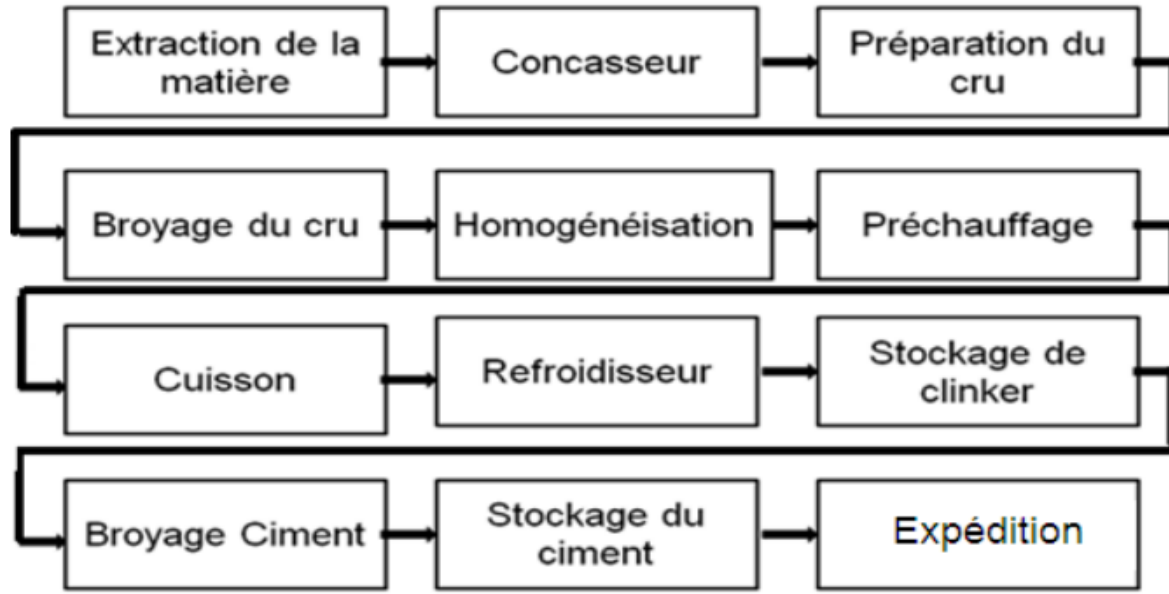 Extraction de la
matière
Concasseur
Préparation du
cru
Broyage du cru
Homogénéisation
Préchauffage
Cuisson
Refroidisseur
Stockage de
clinker
Broyage Ciment
Stockage du
ciment
Expédition